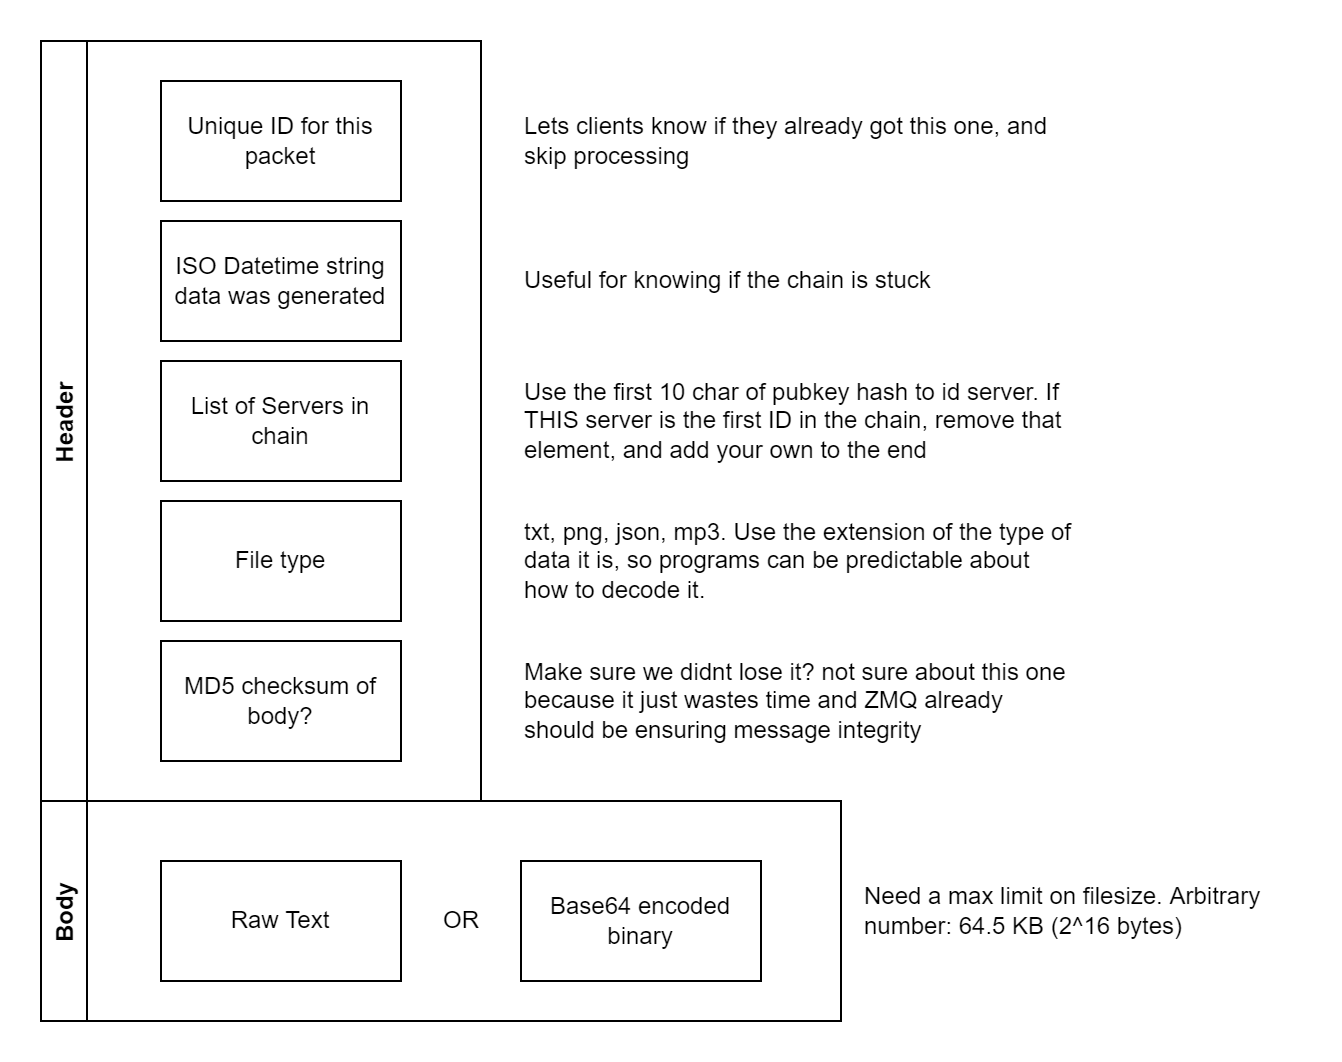 Header
Unique ID for this
packet
Lets clients know if they already got this one, and
skip processing
ISO Datetime string
data was generated
Useful for knowing if the chain is stuck
List of Servers in
chain
Use the first 10 char of pubkey hash to id server. If
THIS server is the first ID in the chain, remove that
element, and add your own to the end
File type
txt, png, json, mp3. Use the extension of the type of
data it is, so programs can be predictable about
how to decode it.
MD5 checksum of
body?
Make sure we didnt lose it? not sure about this one
because it just wastes time and ZMQ already
should be ensuring message integrity
Body
Raw Text
OR
Base64 encoded
binary
Need a max limit on filesize. Arbitrary
number: 64.5 KB (2^16 bytes)